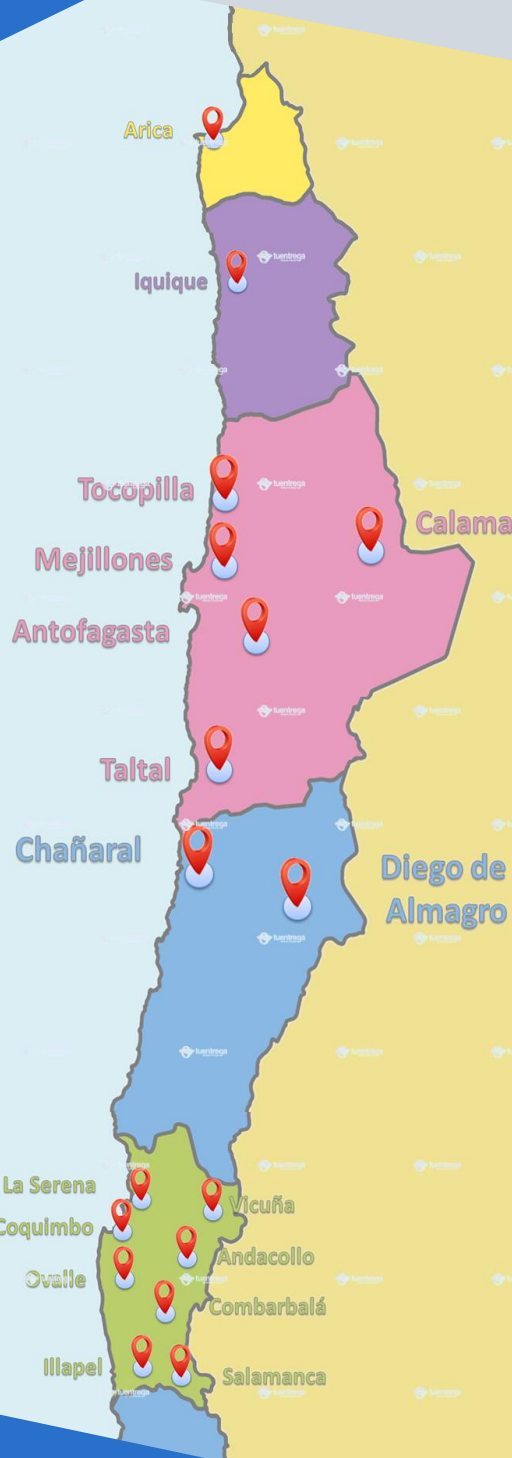 Arica
Iquique
Tocopilla
Calama
Mejillones
Antofagasta
Taltal
Chañaral
Diego de
Almagro
La Serena
Vicuña
Coquimbo
Andacollo
Ovalle
Combarbalá
Illapel
Salamanca
tuentrega